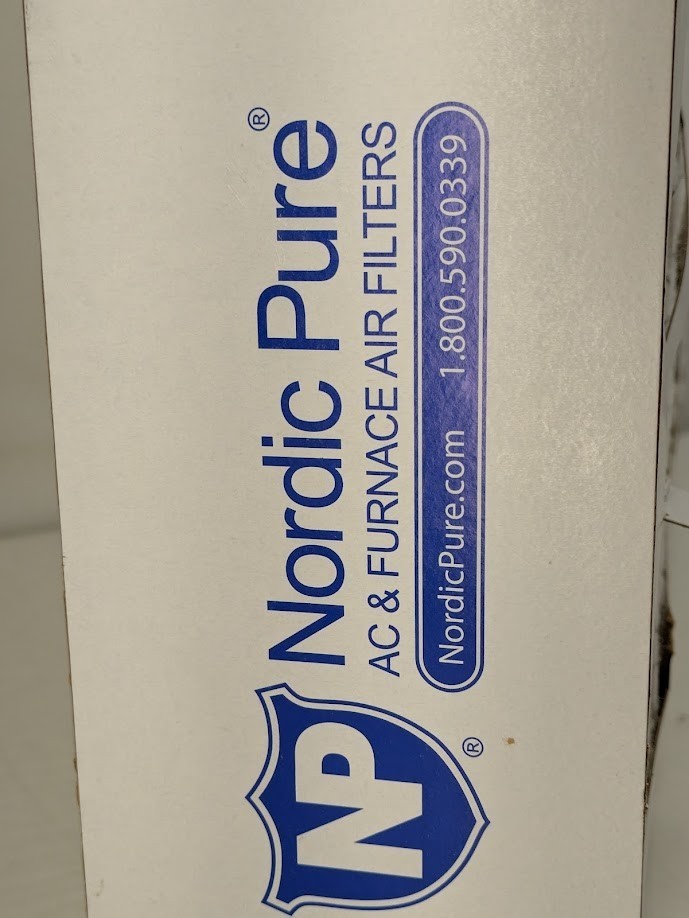 NP®
Nordic Pure®
AC & FURNACE AIR FILTERS
NordicPure.com 1.800.590.0339